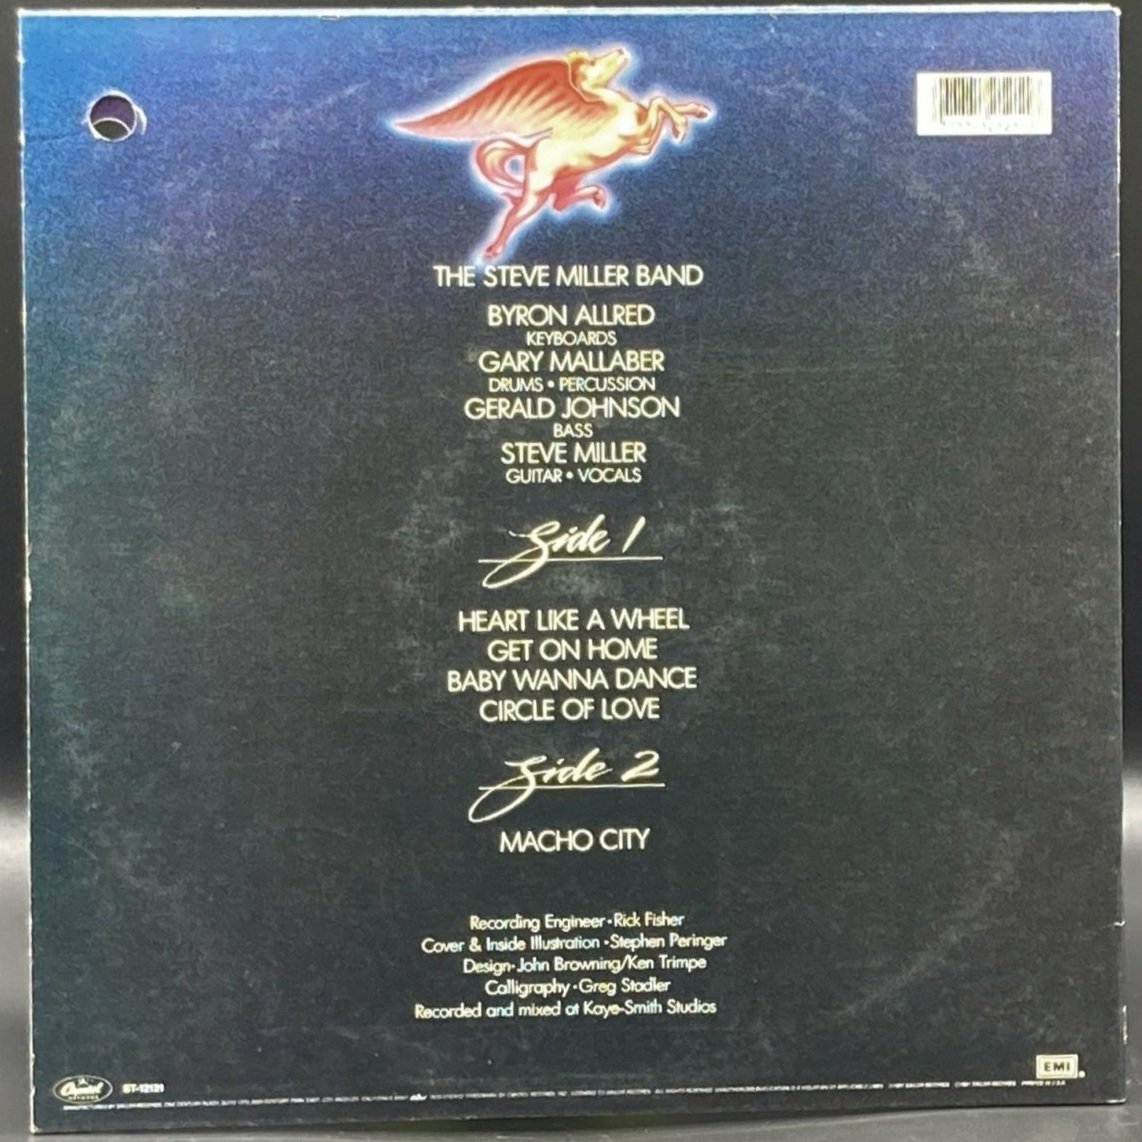 THE STEVE MILLER BAND
BYRON ALLRED
KEYBOARDS
GARY MALLABER
DRUMS • PERCUSSION
GERALD JOHNSON
BASS
STEVE MILLER
GUITAR • VOCALS
Side 1
HEART LIKE A WHEEL
GET ON HOME
BABY WANNA DANCE
CIRCLE OF LOVE
Side 2
MACHO CITY
Recording Engineer • Rick Fisher
Cover & Inside Illustration • Stephen Peringer
Design • John Browning/Ken Trimpe
Calligraphy • Greg Stadler
Recorded and mixed at Kaye-Smith Studios
Capitol
ST-12121
EMI